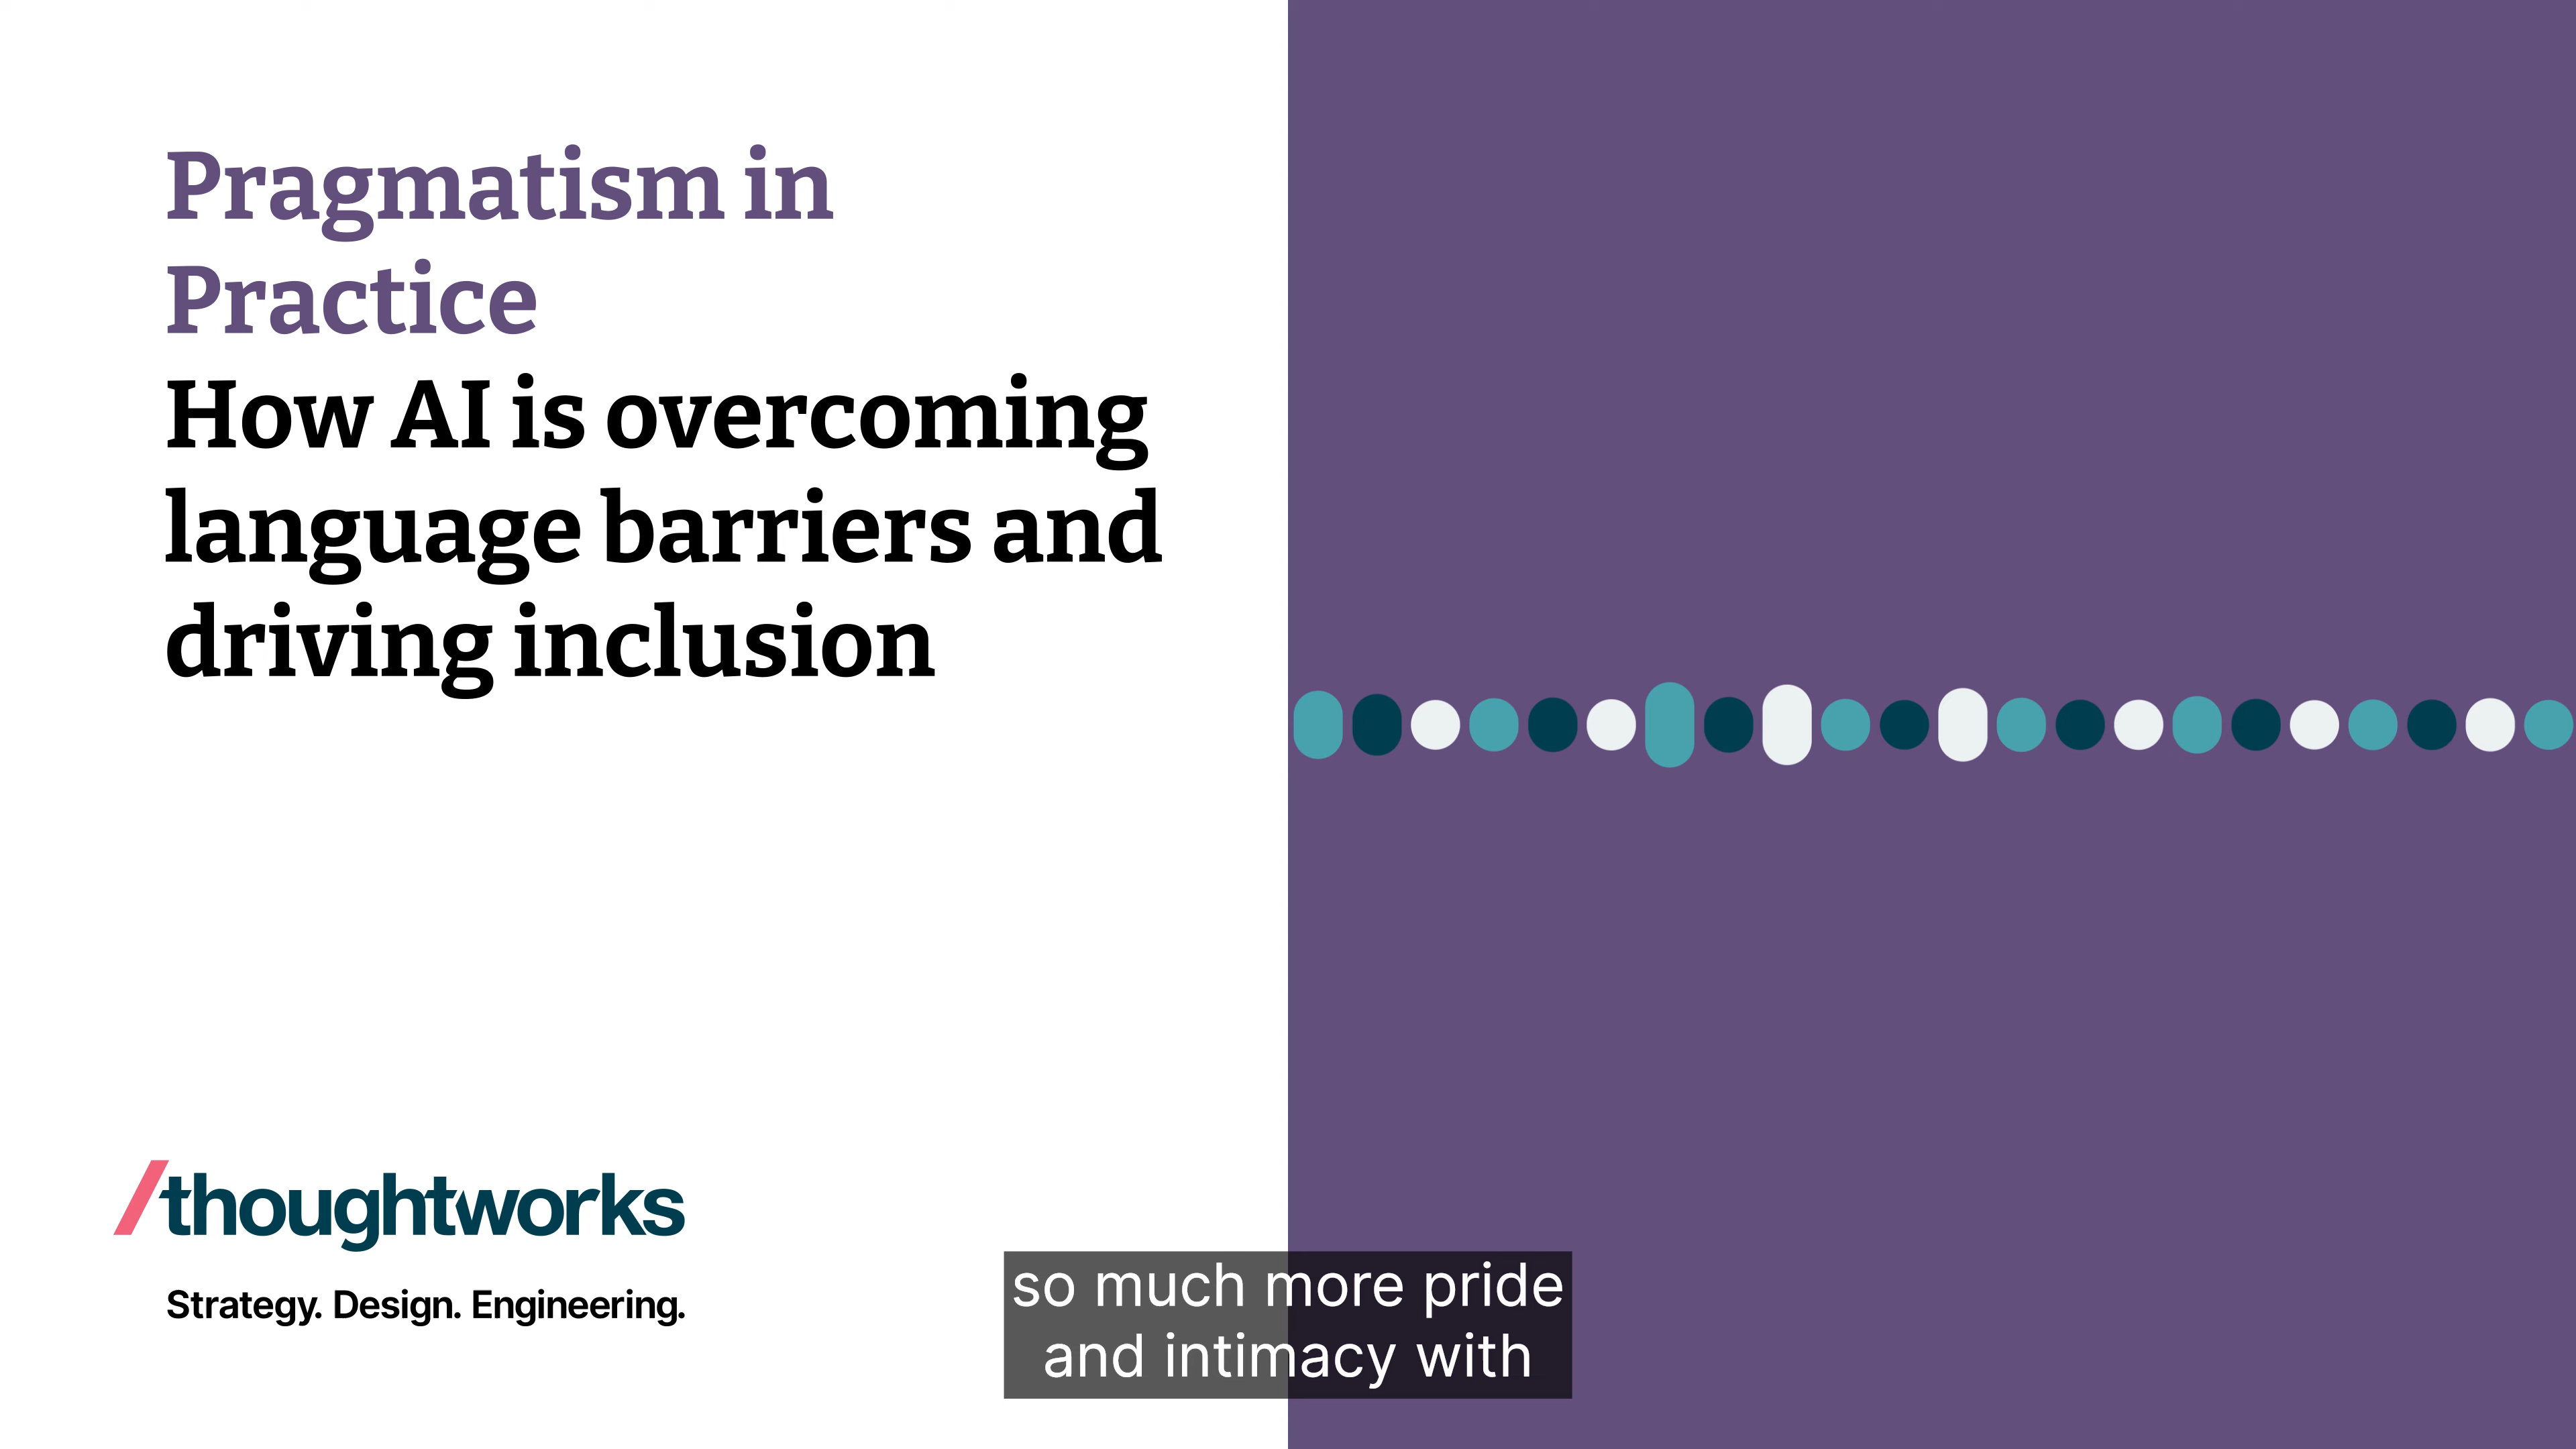 Pragmatism in
Practice
How AI is overcoming
language barriers and
driving inclusion
/thoughtworks
Strategy. Design. Engineering.
so much more pride
and intimacy with